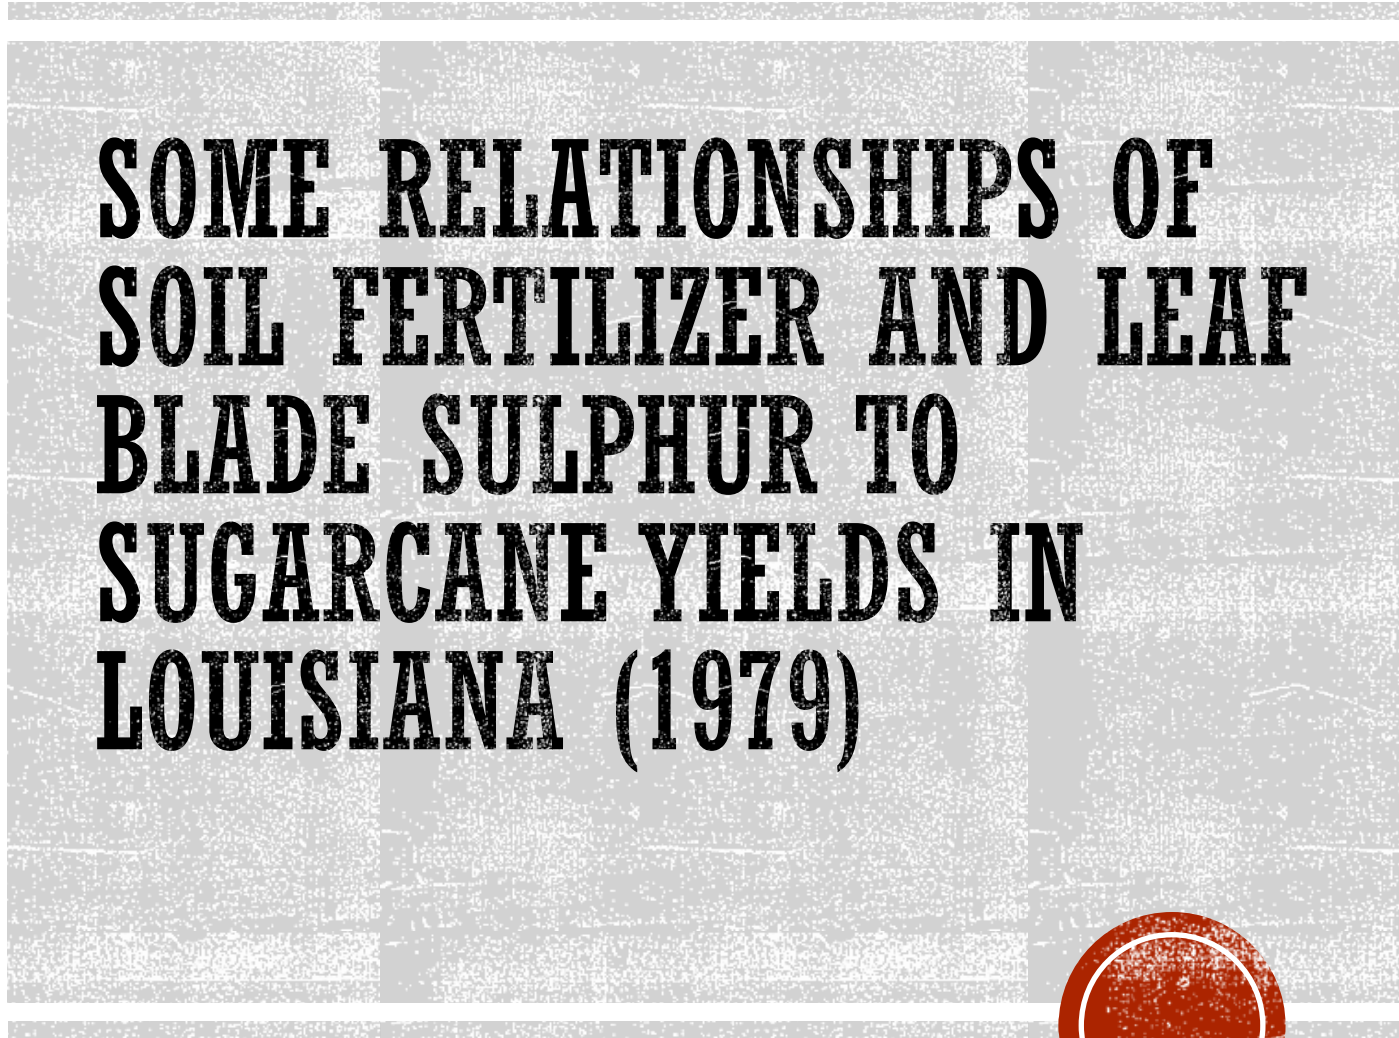 SOME RELATIONSHIPS OF
SOIL FERTILIZER AND LEAF
BLADE SULPHUR TO
SUGARCANE YIELDS IN
LOUISIANA (1979)